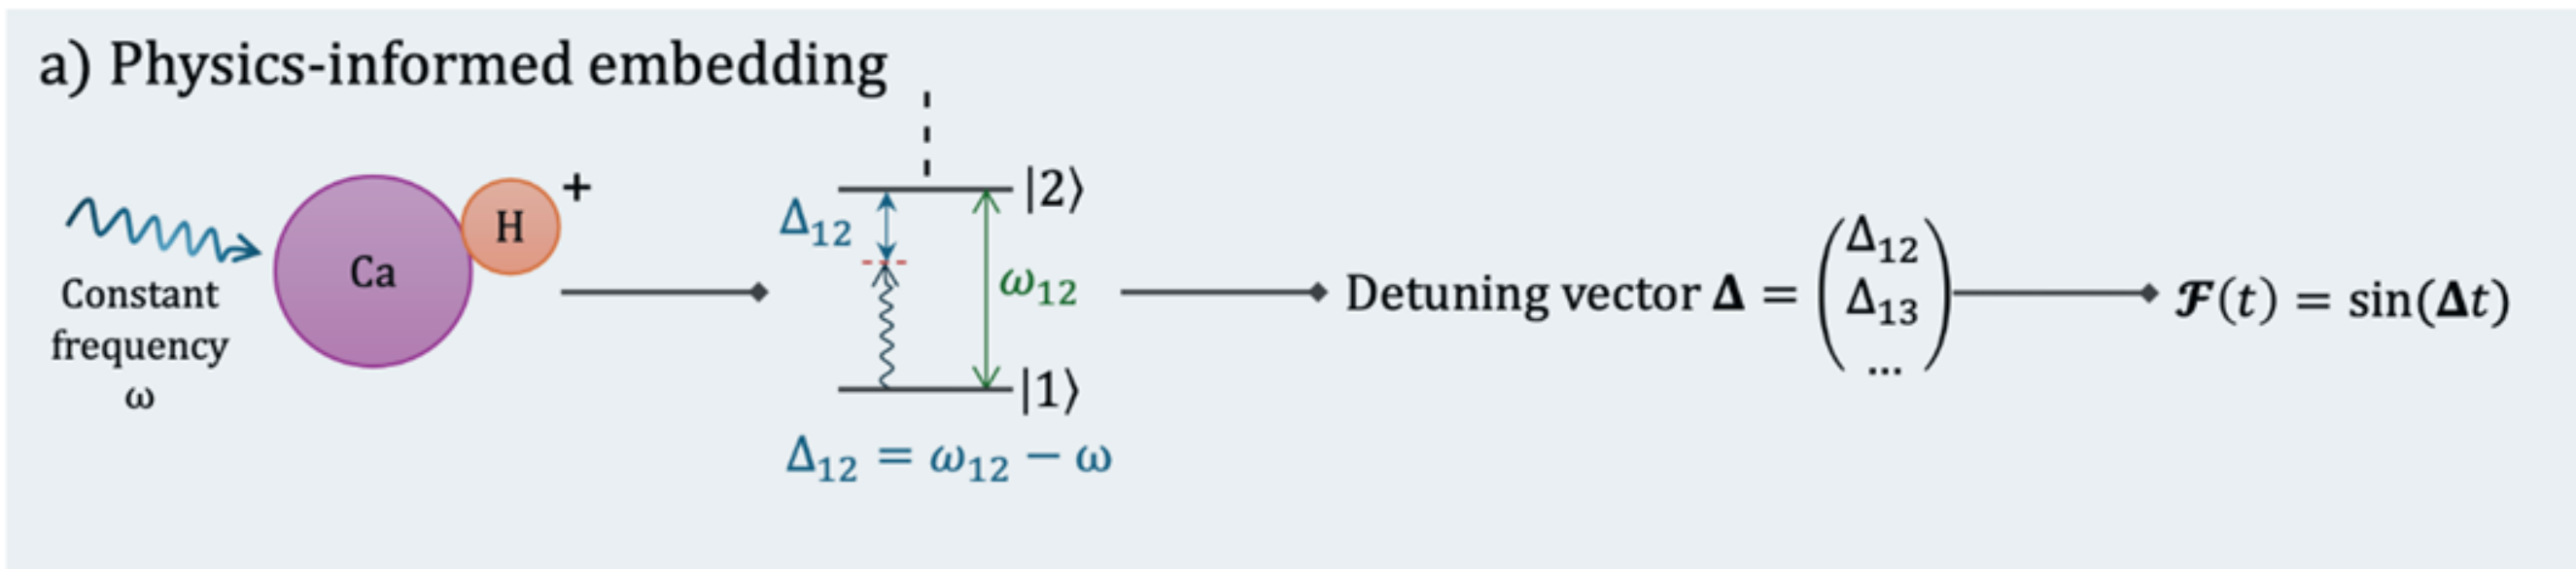 a) Physics-informed embedding
Constant
frequency
ω
Ca
H
+
|2⟩
Δ₁₂
ω₁₂
|1⟩
Δ₁₂ = ω₁₂ − ω
Detuning vector 𝚫 = (Δ₁₂ Δ₁₃ ...)
𝓕(t) = sin(𝚫t)